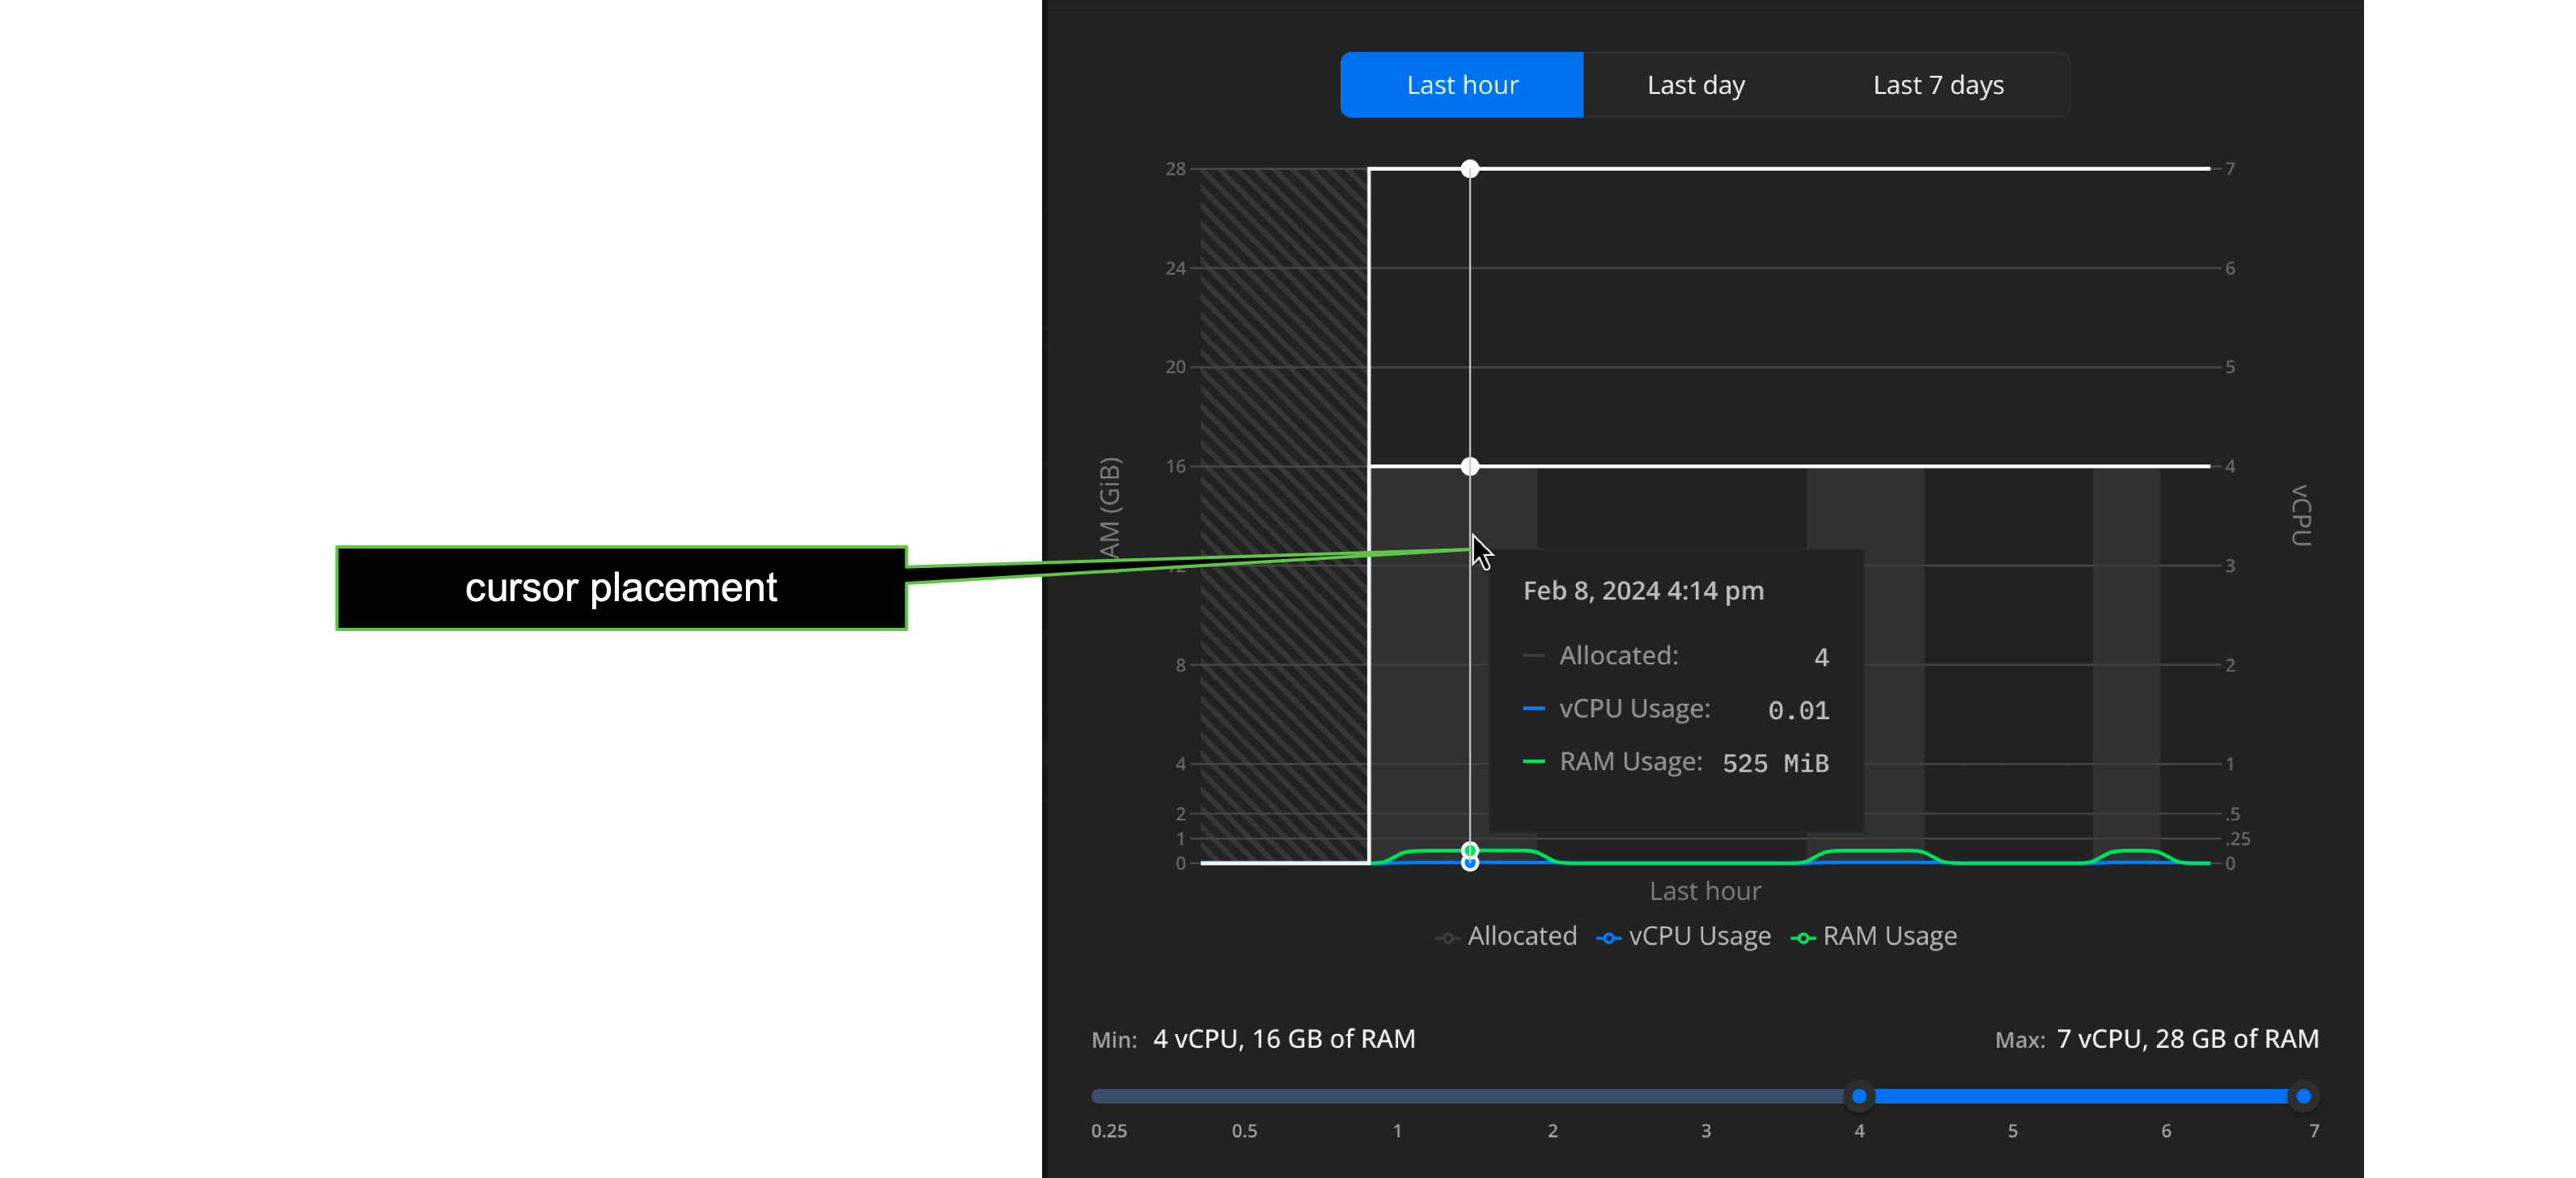 Last hour Last day Last 7 days
28 7
24 6
20 5
16 4
AM (GiB)
vCPU
cursor placement
3
Feb 8, 2024 4:14 pm
Allocated: 4
8 2
vCPU Usage: 0.01
RAM Usage: 525 MiB
4 1
2 .5
1 .25
0 0
Last hour
Allocated vCPU Usage RAM Usage
Min: 4 vCPU, 16 GB of RAM Max: 7 vCPU, 28 GB of RAM
0.25 0.5 1 2 3 4 5 6 7